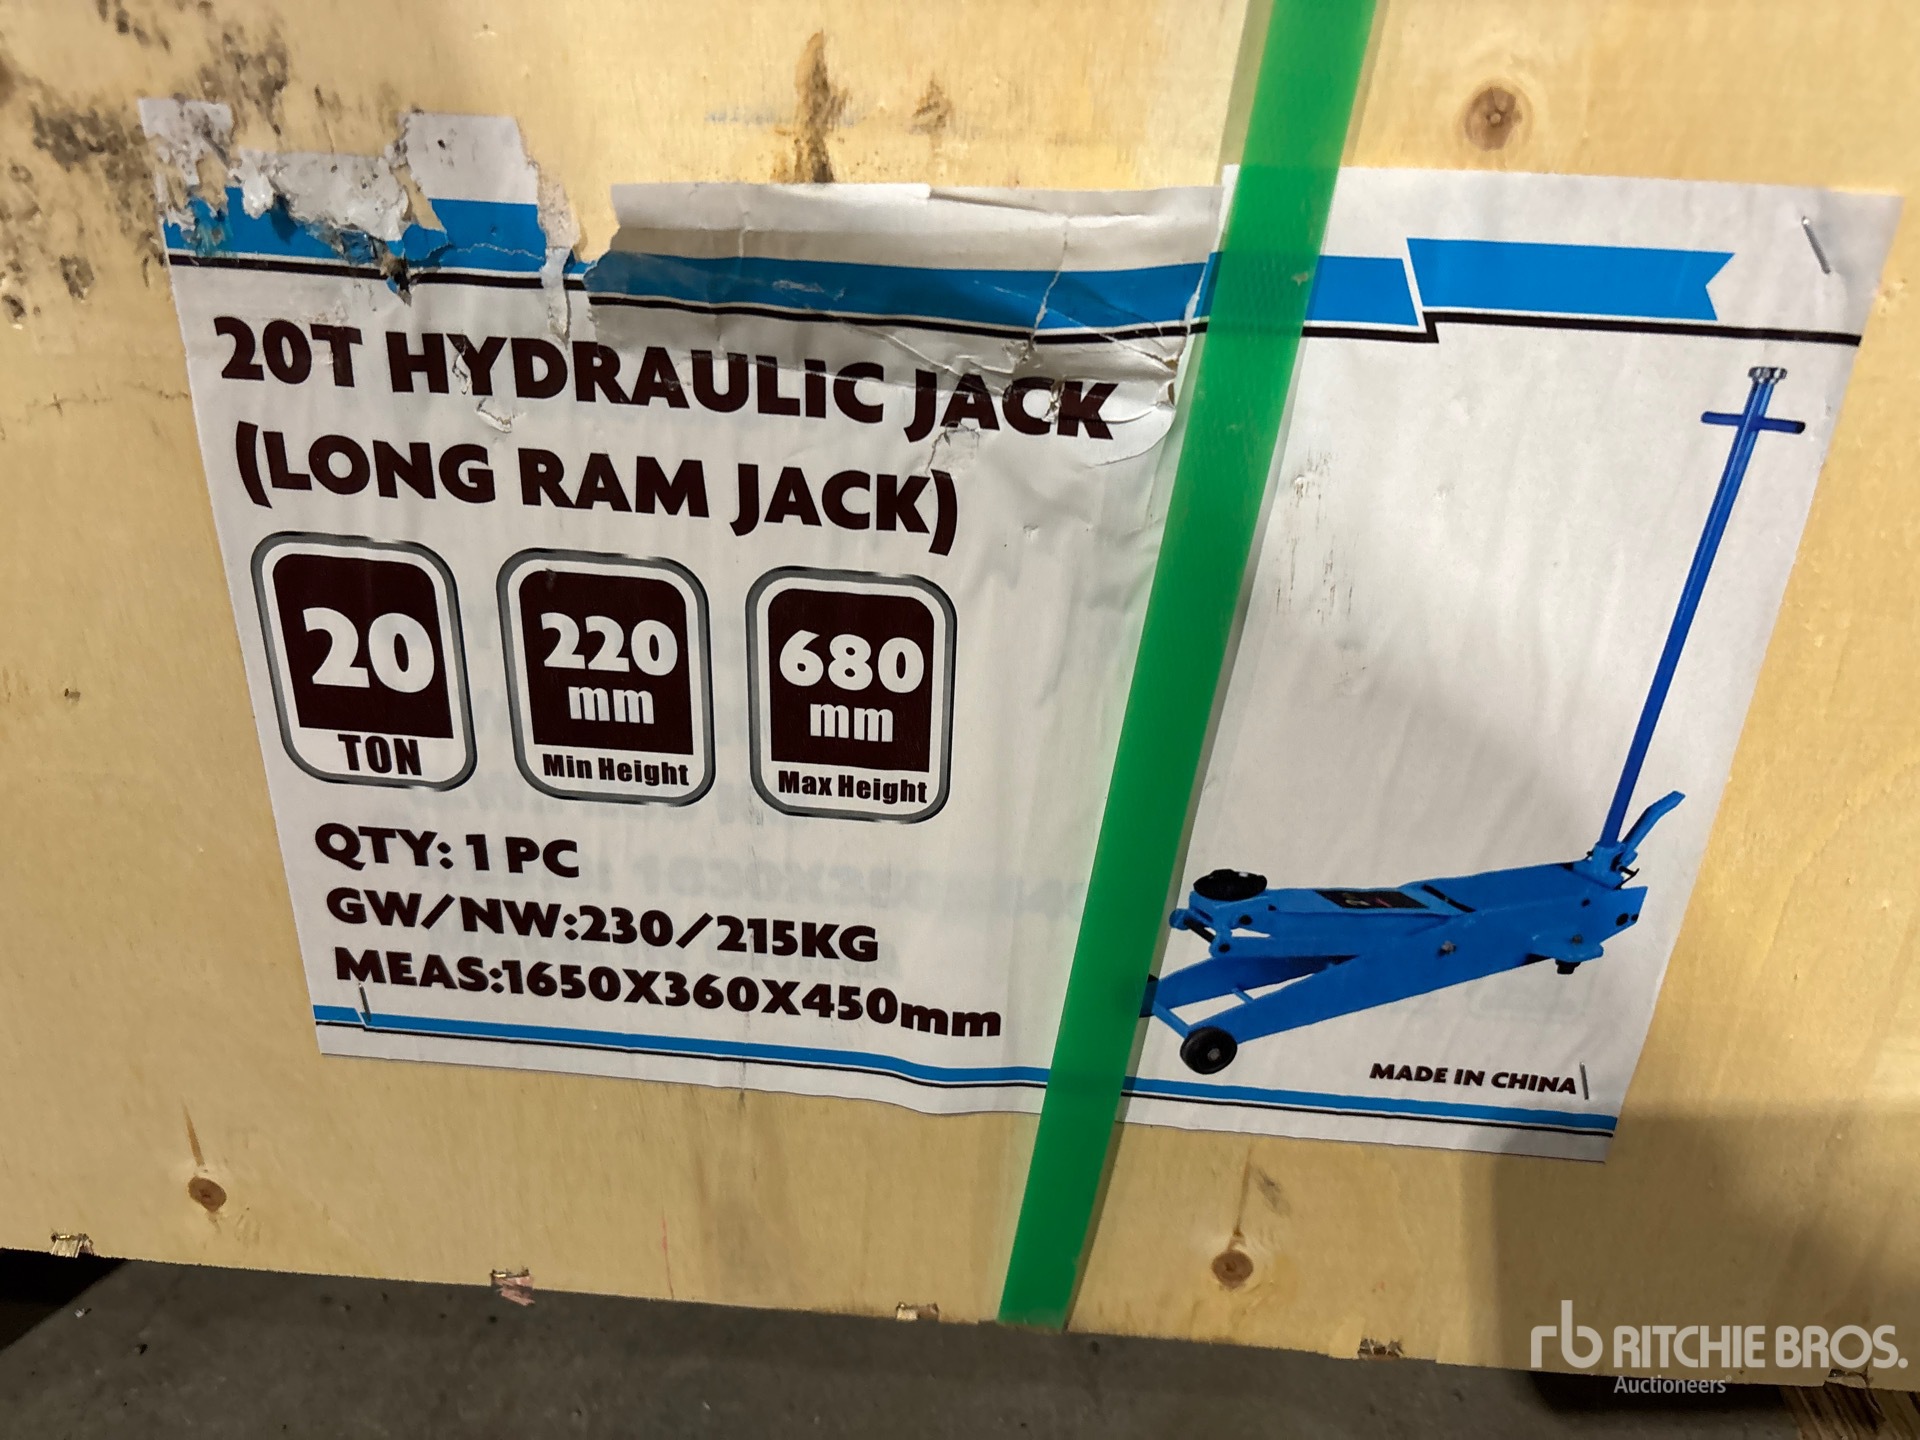 20T HYDRAULIC JACK
(LONG RAM JACK)
20
TON
220
mm
Min Height
680
mm
Max Height
QTY: 1 PC
GW/NW:230/215KG
MEAS:1650X360X450mm
MADE IN CHINA
rb RITCHIE BROS.
Auctioneers